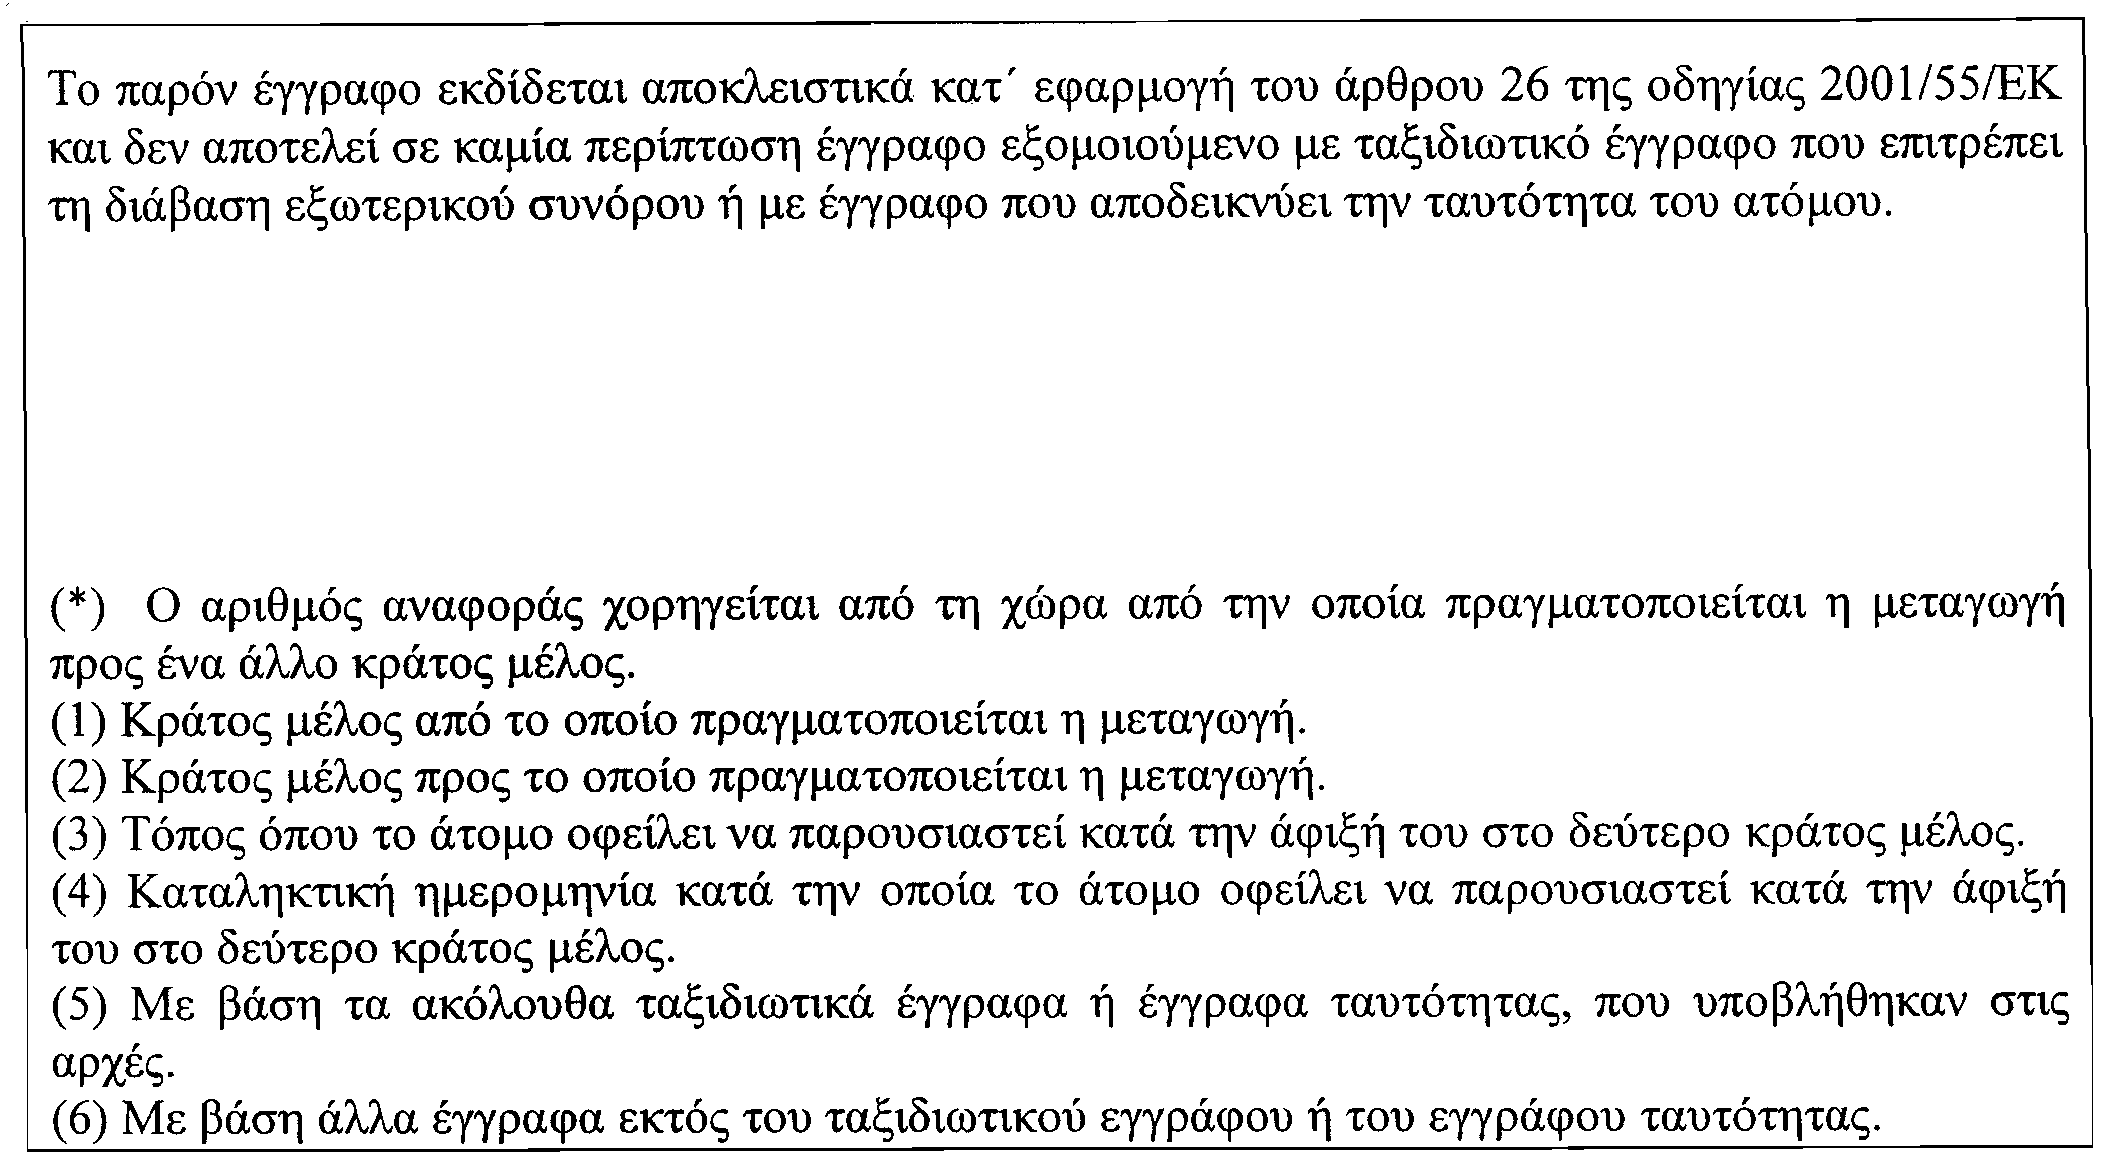 Το παρόν έγγραφο εκδίδεται αποκλειστικά κατ΄ εφαρμογή του άρθρου 26 της οδηγίας 2001/55/ΕΚ
και δεν αποτελεί σε καμία περίπτωση έγγραφο εξομοιούμενο με ταξιδιωτικό έγγραφο που επιτρέπει
τη διάβαση εξωτερικού συνόρου ή με έγγραφο που αποδεικνύει την ταυτότητα του ατόμου.
(*) Ο αριθμός αναφοράς χορηγείται από τη χώρα από την οποία πραγματοποιείται η μεταγωγή
προς ένα άλλο κράτος μέλος.
(1) Κράτος μέλος από το οποίο πραγματοποιείται η μεταγωγή.
(2) Κράτος μέλος προς το οποίο πραγματοποιείται η μεταγωγή.
(3) Τόπος όπου το άτομο οφείλει να παρουσιαστεί κατά την άφιξή του στο δεύτερο κράτος μέλος.
(4) Καταληκτική ημερομηνία κατά την οποία το άτομο οφείλει να παρουσιαστεί κατά την άφιξή
του στο δεύτερο κράτος μέλος.
(5) Με βάση τα ακόλουθα ταξιδιωτικά έγγραφα ή έγγραφα ταυτότητας, που υποβλήθηκαν στις
αρχές.
(6) Με βάση άλλα έγγραφα εκτός του ταξιδιωτικού εγγράφου ή του εγγράφου ταυτότητας.